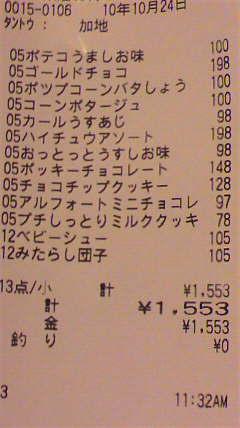 0015-0106 10年10月24日
タントウ: 加地
05ポテコうましお味 100
05ゴールドチョコ 198
05ポップコーンバタしょう 100
05コーンポタージュ 100
05カールうすあじ 98
05ハイチュウアソート 198
05おっとっとうすしお味 98
05ポッキーチョコレート 148
05チョコチップクッキー 128
05アルフォートミニチョコレ 97
05プチしっとりミルククッキ 78
12ベビーシュー 105
12みたらし団子 105
13点/小 計 ¥1,553
計 ¥1,553
金 ¥1,553
釣り ¥0
3 11:32AM